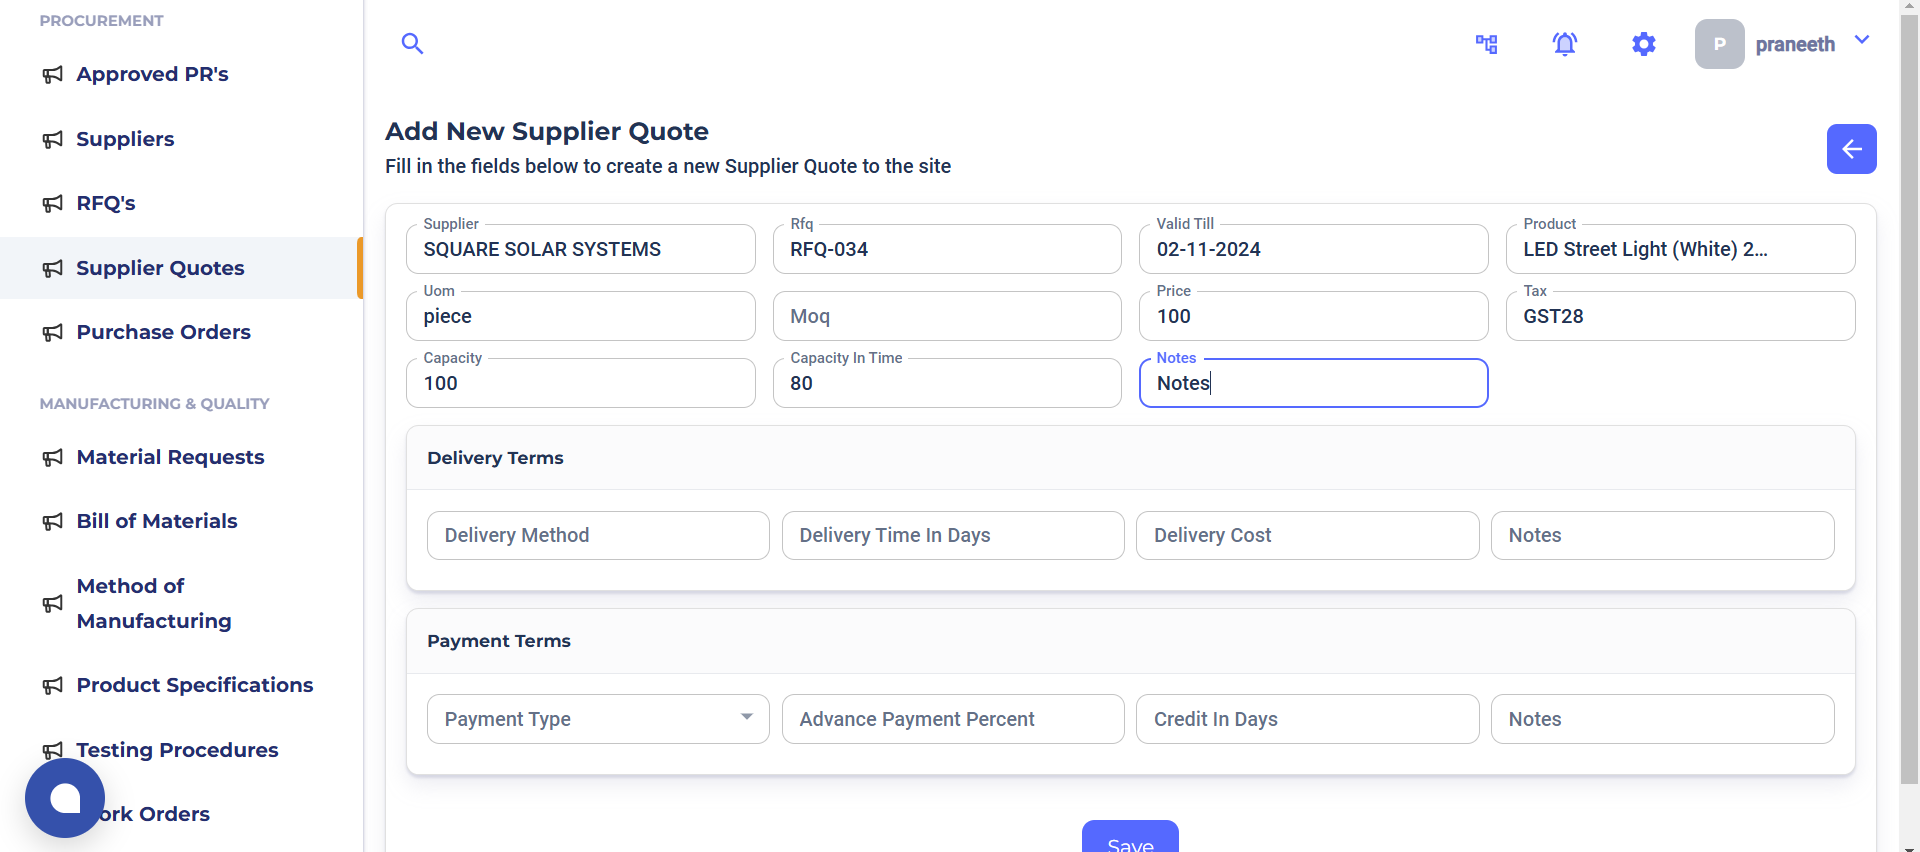 PROCUREMENT
Approved PR's
Suppliers
RFQ's
Supplier Quotes
Purchase Orders
MANUFACTURING & QUALITY
Material Requests
Bill of Materials
Method of
Manufacturing
Product Specifications
Testing Procedures
ork Orders
P praneeth
Add New Supplier Quote
Fill in the fields below to create a new Supplier Quote to the site
Supplier Rfq Valid Till Product
SQUARE SOLAR SYSTEMS RFQ-034 02-11-2024 LED Street Light (White) 2...
Uom Price Tax
piece Moq 100 GST28
Capacity Capacity In Time Notes
100 80 Notes
Delivery Terms
Delivery Method Delivery Time In Days Delivery Cost Notes
Payment Terms
Payment Type Advance Payment Percent Credit In Days Notes
Save